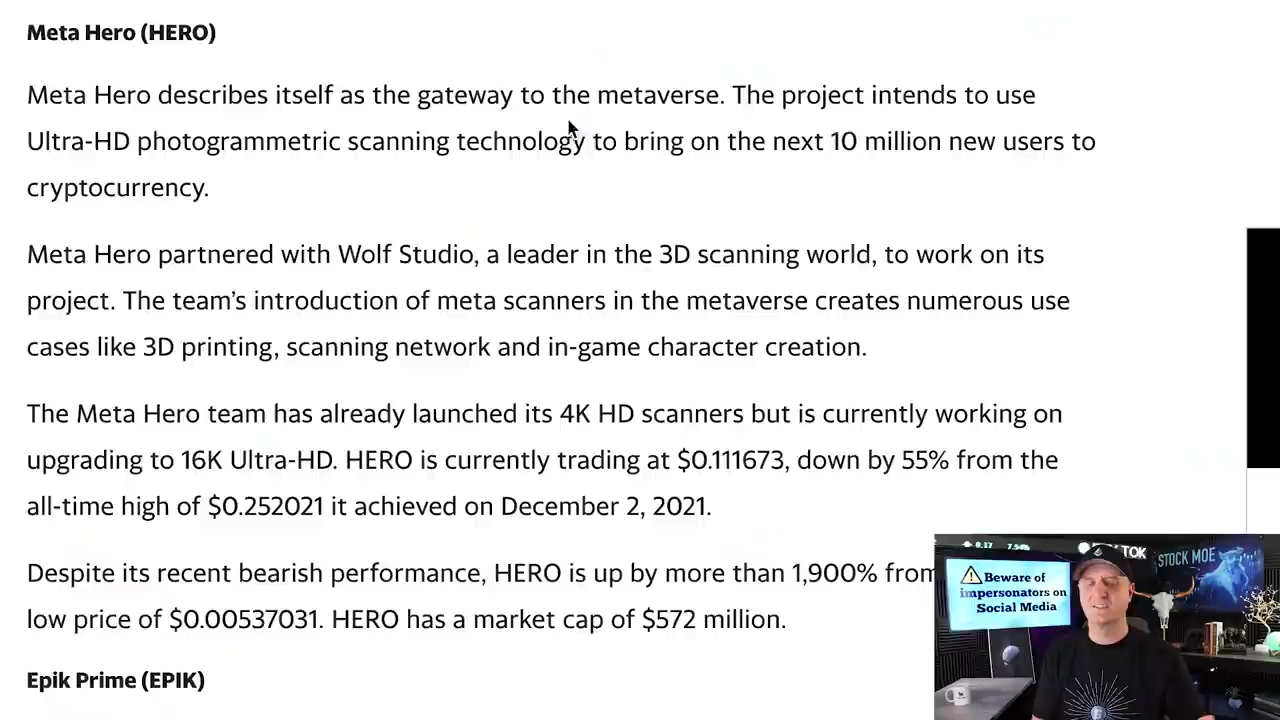 Meta Hero (HERO)
Meta Hero describes itself as the gateway to the metaverse. The project intends to use
Ultra-HD photogrammetric scanning technology to bring on the next 10 million new users to
cryptocurrency.
Meta Hero partnered with Wolf Studio, a leader in the 3D scanning world, to work on its
project. The team’s introduction of meta scanners in the metaverse creates numerous use
cases like 3D printing, scanning network and in-game character creation.
The Meta Hero team has already launched its 4K HD scanners but is currently working on
upgrading to 16K Ultra-HD. HERO is currently trading at $0.111673, down by 55% from the
all-time high of $0.252021 it achieved on December 2, 2021.
Despite its recent bearish performance, HERO is up by more than 1,900% from
low price of $0.00537031. HERO has a market cap of $572 million.
Epik Prime (EPIK)
0.17 7.54%
TOK
STOCK MOE
Beware of
impersonators on
Social Media